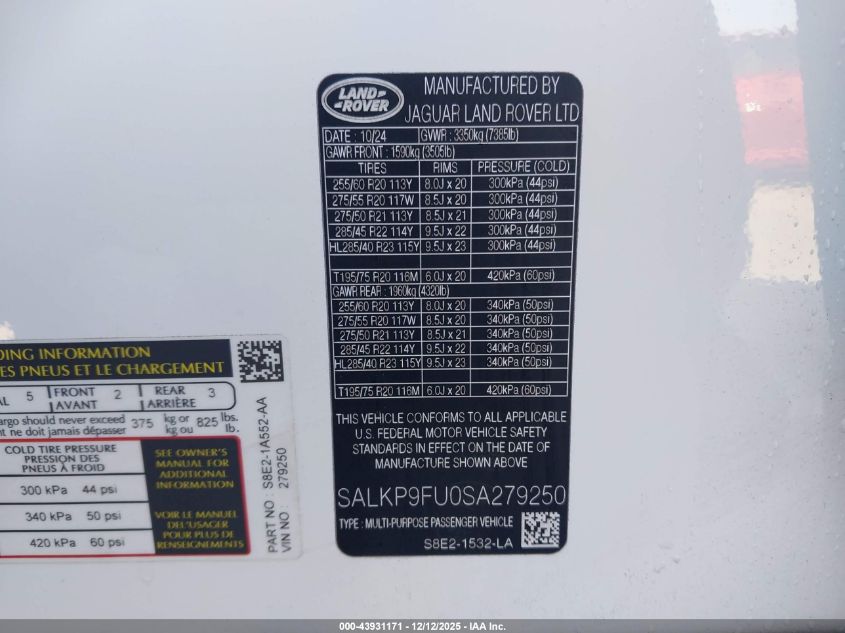 LAND-
-ROVER
MANUFACTURED BY
JAGUAR LAND ROVER LTD
DATE : 10/24 GVWR : 3350kg (7385lb)
GAWR FRONT : 1590kg (3505lb)
TIRES RIMS PRESSURE (COLD)
255/60 R20 113Y 8.0J x 20 300kPa (44psi)
275/55 R20 117W 8.5J x 20 300kPa (44psi)
275/50 R21 113Y 8.5J x 21 300kPa (44psi)
285/45 R22 114Y 9.5J x 22 300kPa (44psi)
HL285/40 R23 115Y 9.5J x 23 300kPa (44psi)
T195/75 R20 116M 6.0J x 20 420kPa (60psi)
GAWR REAR : 1960kg (4320lb)
255/60 R20 113Y 8.0J x 20 340kPa (50psi)
275/55 R20 117W 8.5J x 20 340kPa (50psi)
275/50 R21 113Y 8.5J x 21 340kPa (50psi)
285/45 R22 114Y 9.5J x 22 340kPa (50psi)
HL285/40 R23 115Y 9.5J x 23 340kPa (50psi)
T195/75 R20 116M 6.0J x 20 420kPa (60psi)
THIS VEHICLE CONFORMS TO ALL APPLICABLE
U.S. FEDERAL MOTOR VEHICLE SAFETY
STANDARDS IN EFFECT ON THE DATE OF
MANUFACTURE SHOWN ABOVE
SALKP9FU0SA279250
TYPE : MULTI-PURPOSE PASSENGER VEHICLE
S8E2-1532-LA
DING INFORMATION
ES PNEUS ET LE CHARGEMENT
AL 5 FRONT 2 REAR 3
AVANT ARRIÈRE
argo should never exceed 375 kg or 825 lbs.
nt ne doit jamais dépasser kg ou lb.
COLD TIRE PRESSURE
PRESSION DES
PNEUS À FROID
300 kPa 44 psi
340 kPa 50 psi
420 kPa 60 psi
SEE OWNER'S
MANUAL FOR
ADDITIONAL
INFORMATION
VOIR LE MANUEL
DE L'USAGER
POUR PLUS DE
RENSEIGNEMENTS
PART NO : S8E2-1A552-AA
VIN NO : 279250
000-43931171 - 12/12/2025 - IAA Inc.